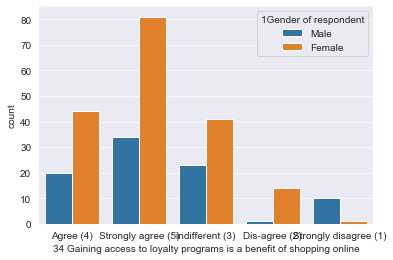 1Gender of respondent
Male
Female
count
80
70
60
50
40
30
20
10
0
Agree (4) Strongly agree (5) Indifferent (3) Dis-agree (2) Strongly disagree (1)
34 Gaining access to loyalty programs is a benefit of shopping online